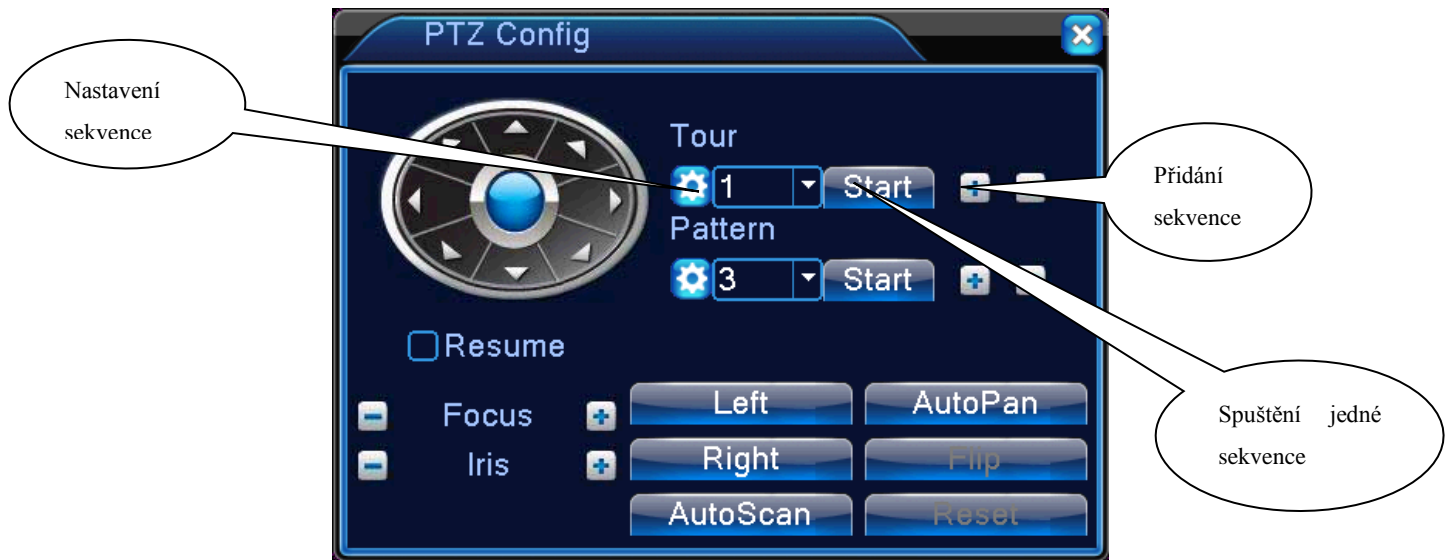 PTZ Config
Nastavení
sekvence
Tour
1
Start
Přidání
sekvence
Pattern
3
Start
Resume
Focus
Left
AutoPan
Iris
Right
Flip
AutoScan
Reset
Spuštění jedné
sekvence